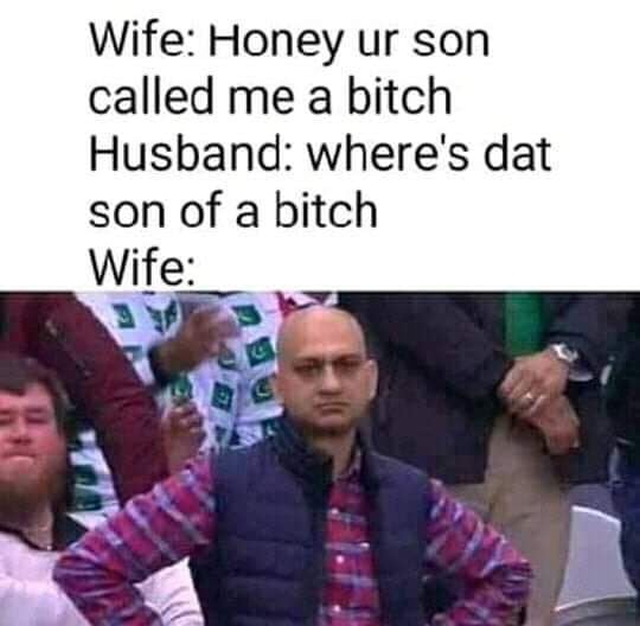 Wife: Honey ur son
called me a bitch
Husband: where's dat
son of a bitch
Wife: